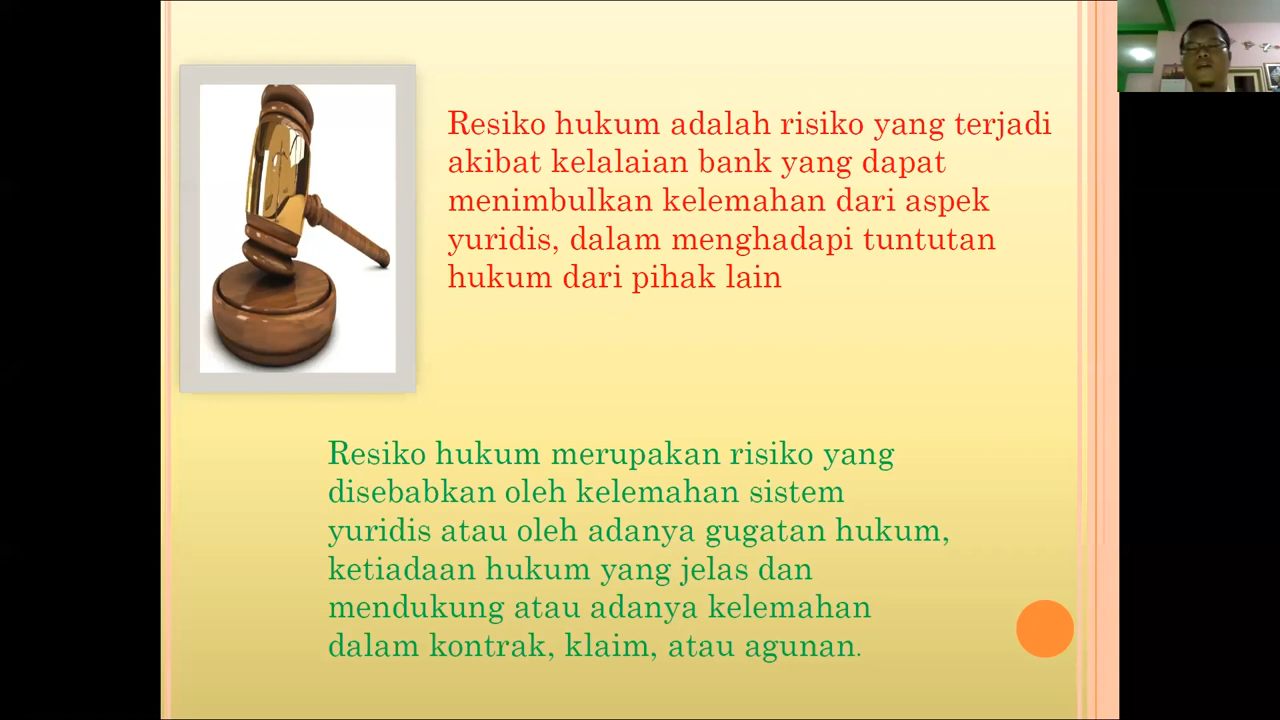 Resiko hukum adalah risiko yang terjadi
akibat kelalaian bank yang dapat
menimbulkan kelemahan dari aspek
yuridis, dalam menghadapi tuntutan
hukum dari pihak lain
Resiko hukum merupakan risiko yang
disebabkan oleh kelemahan sistem
yuridis atau oleh adanya gugatan hukum,
ketiadaan hukum yang jelas dan
mendukung atau adanya kelemahan
dalam kontrak, klaim, atau agunan.